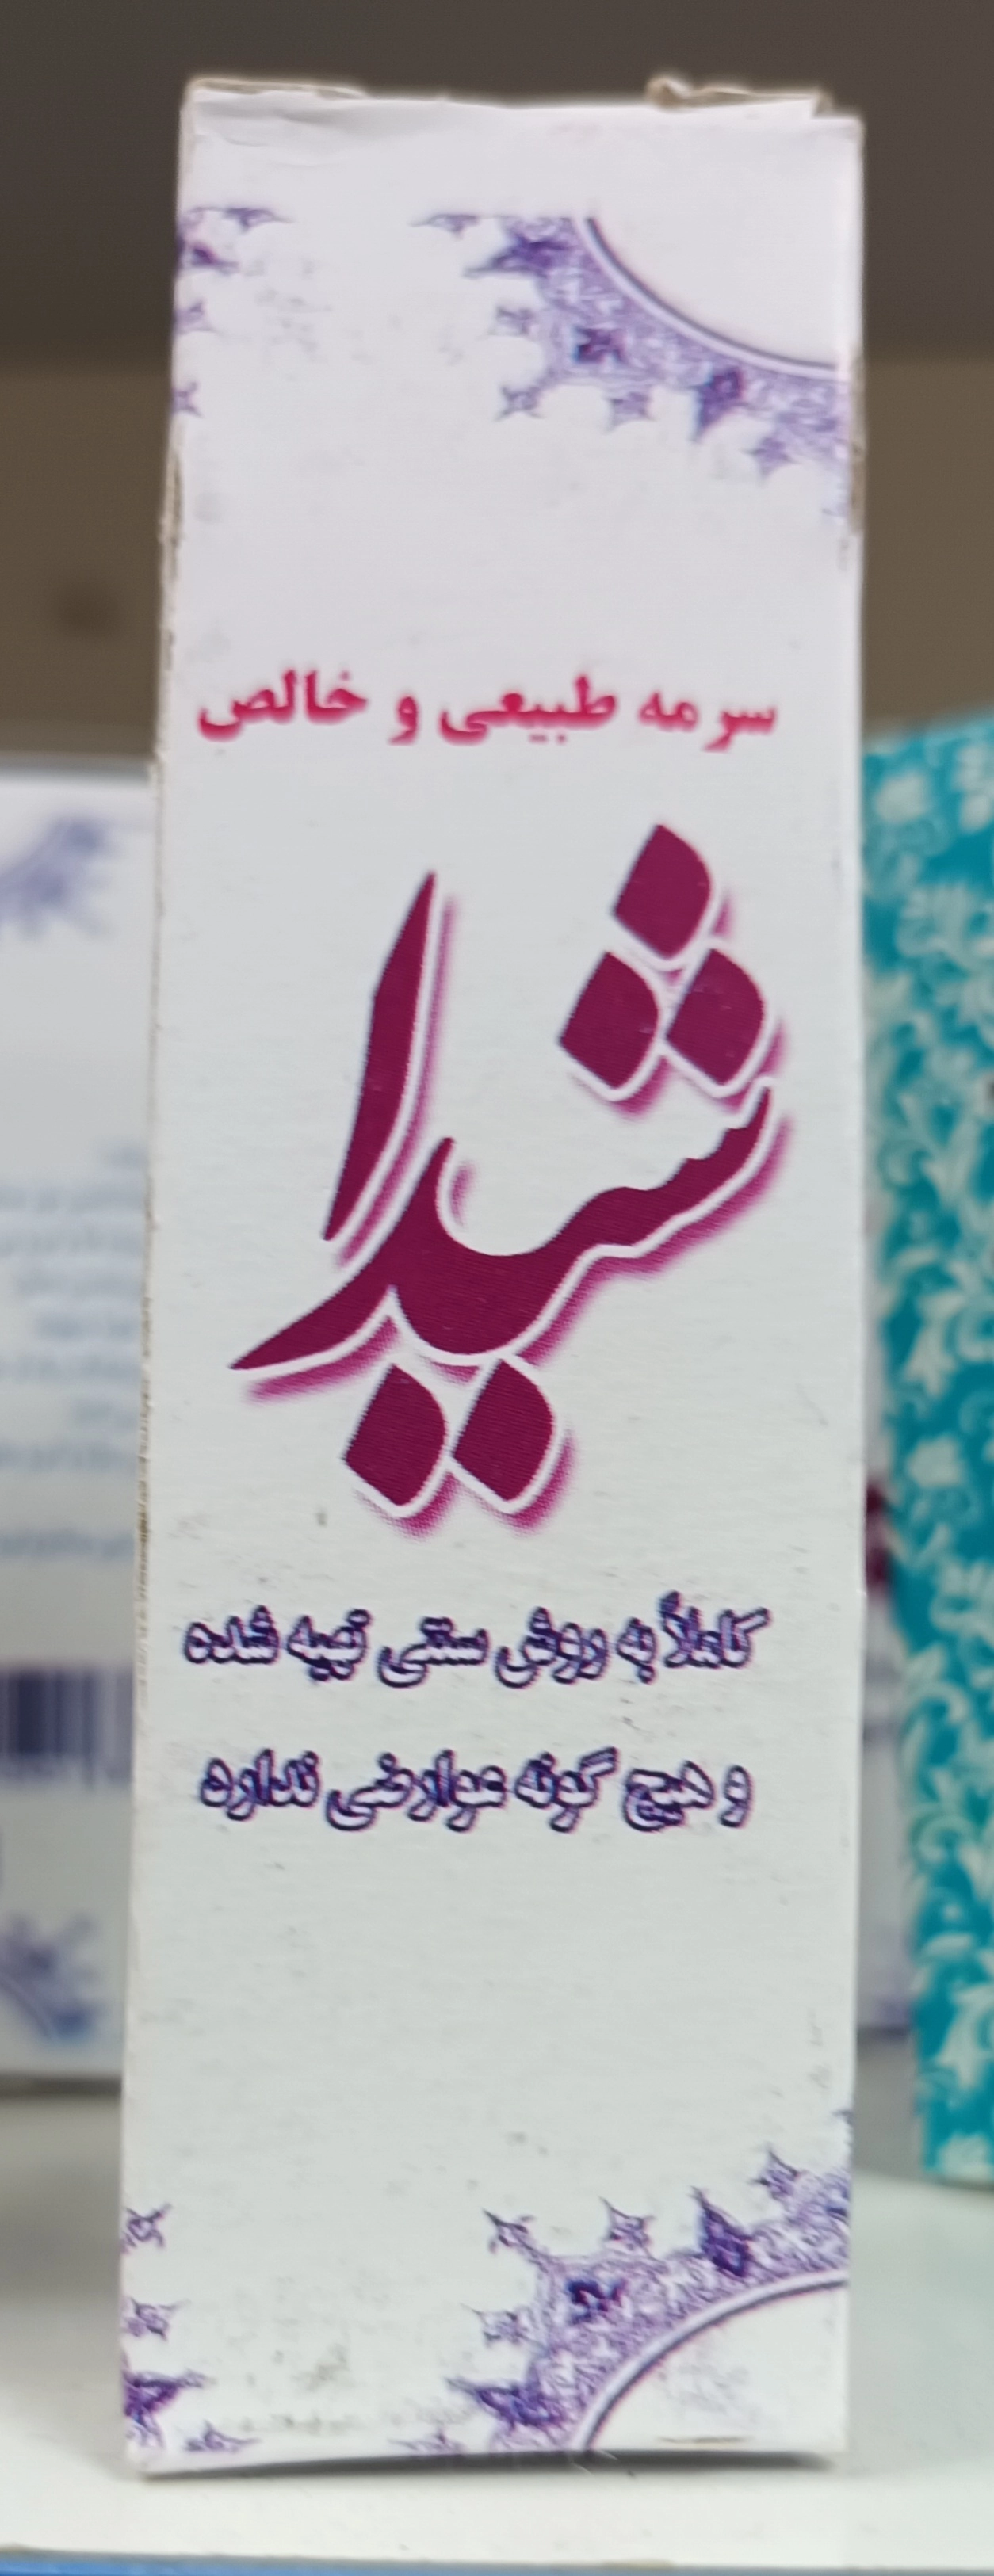 سرمه طبیعی و خالص
شیدا
کاملاً به روش سنتی تهیه شده
و هیچ گونه عوارضی ندارد